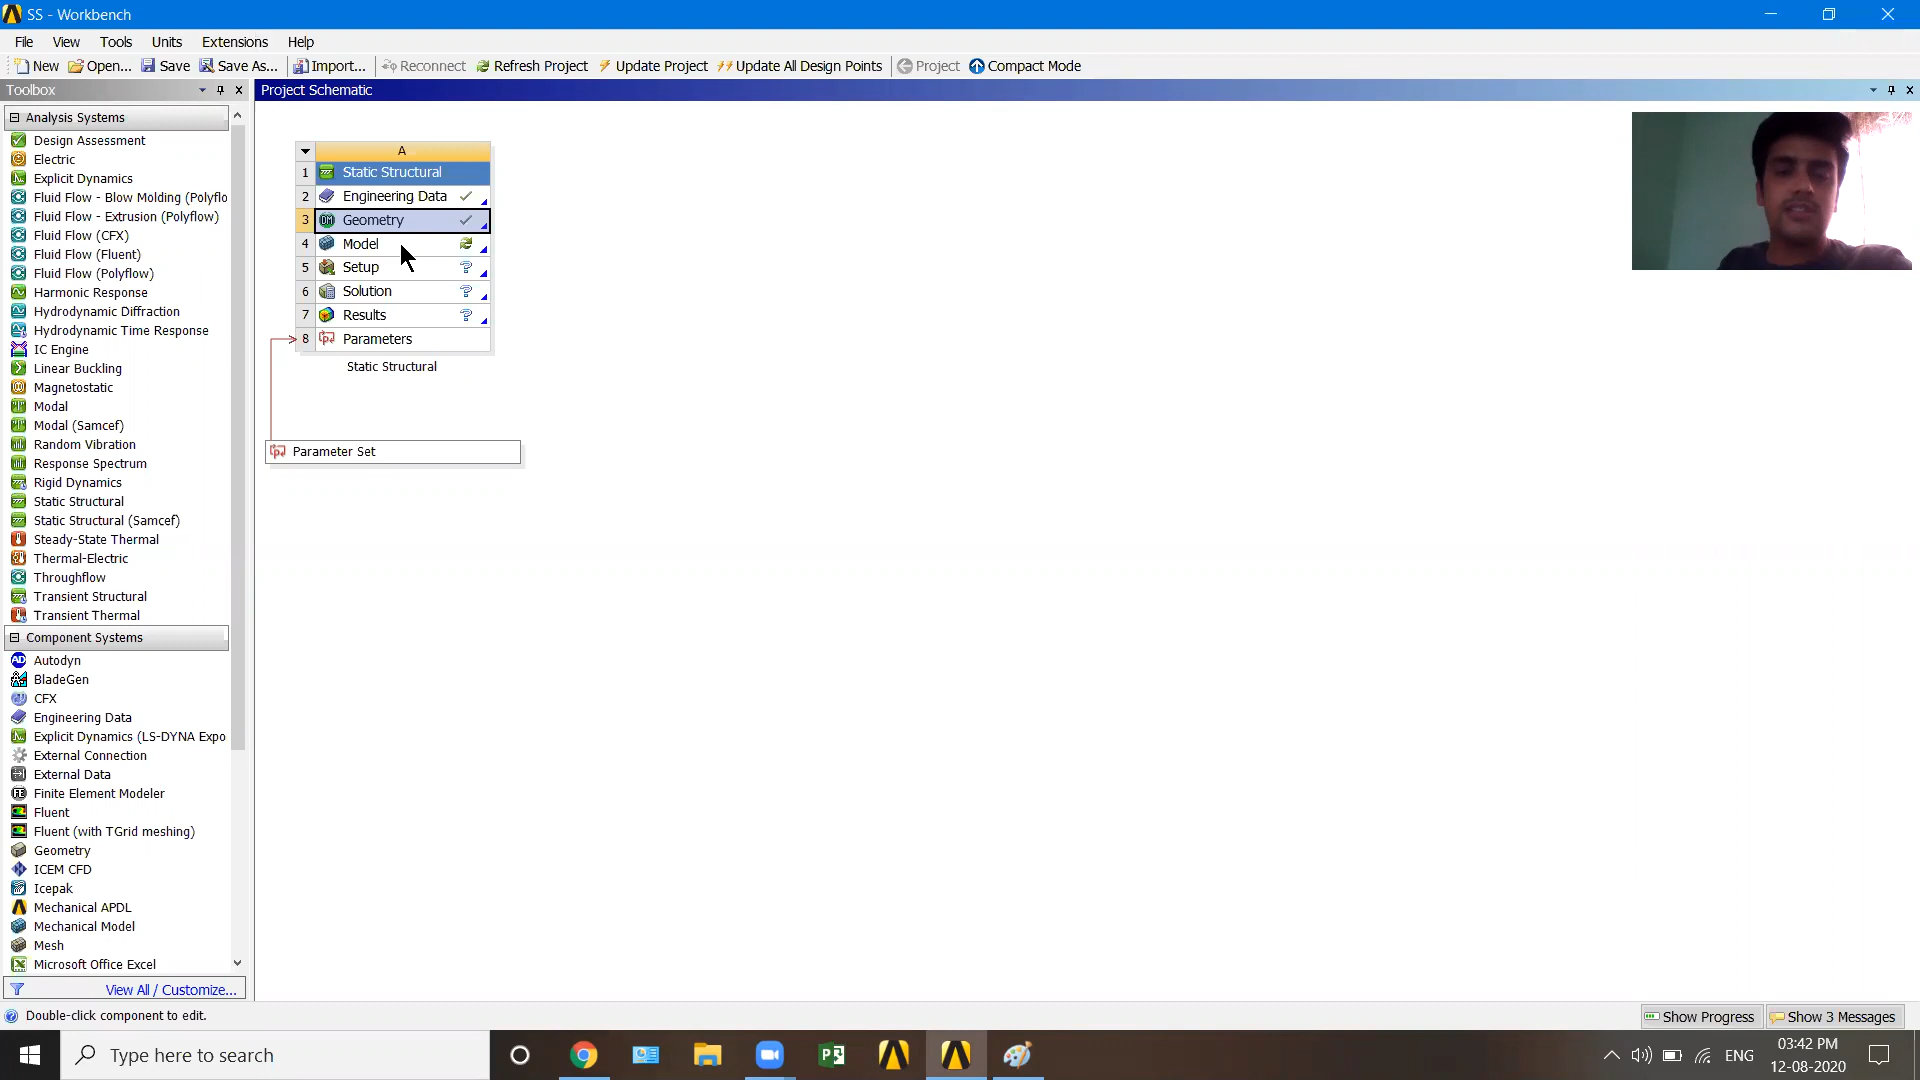 SS - Workbench
File View Tools Units Extensions Help
New Open... Save Save As... Import... Reconnect Refresh Project Update Project Update All Design Points Project Compact Mode
Toolbox
Project Schematic
Analysis Systems
Design Assessment
Electric
Explicit Dynamics
Fluid Flow - Blow Molding (Polyflo
Fluid Flow - Extrusion (Polyflow)
Fluid Flow (CFX)
Fluid Flow (Fluent)
Fluid Flow (Polyflow)
Harmonic Response
Hydrodynamic Diffraction
Hydrodynamic Time Response
IC Engine
Linear Buckling
Magnetostatic
Modal
Modal (Samcef)
Random Vibration
Response Spectrum
Rigid Dynamics
Static Structural
Static Structural (Samcef)
Steady-State Thermal
Thermal-Electric
Throughflow
Transient Structural
Transient Thermal
Component Systems
Autodyn
BladeGen
CFX
Engineering Data
Explicit Dynamics (LS-DYNA Expo
External Connection
External Data
Finite Element Modeler
Fluent
Fluent (with TGrid meshing)
Geometry
ICEM CFD
Icepak
Mechanical APDL
Mechanical Model
Mesh
Microsoft Office Excel
View All / Customize...
A
1 Static Structural
2 Engineering Data
3 Geometry
4 Model
5 Setup
6 Solution
7 Results
8 Parameters
Static Structural
Parameter Set
Double-click component to edit.
Show Progress Show 3 Messages
Type here to search
ENG
03:42 PM
12-08-2020